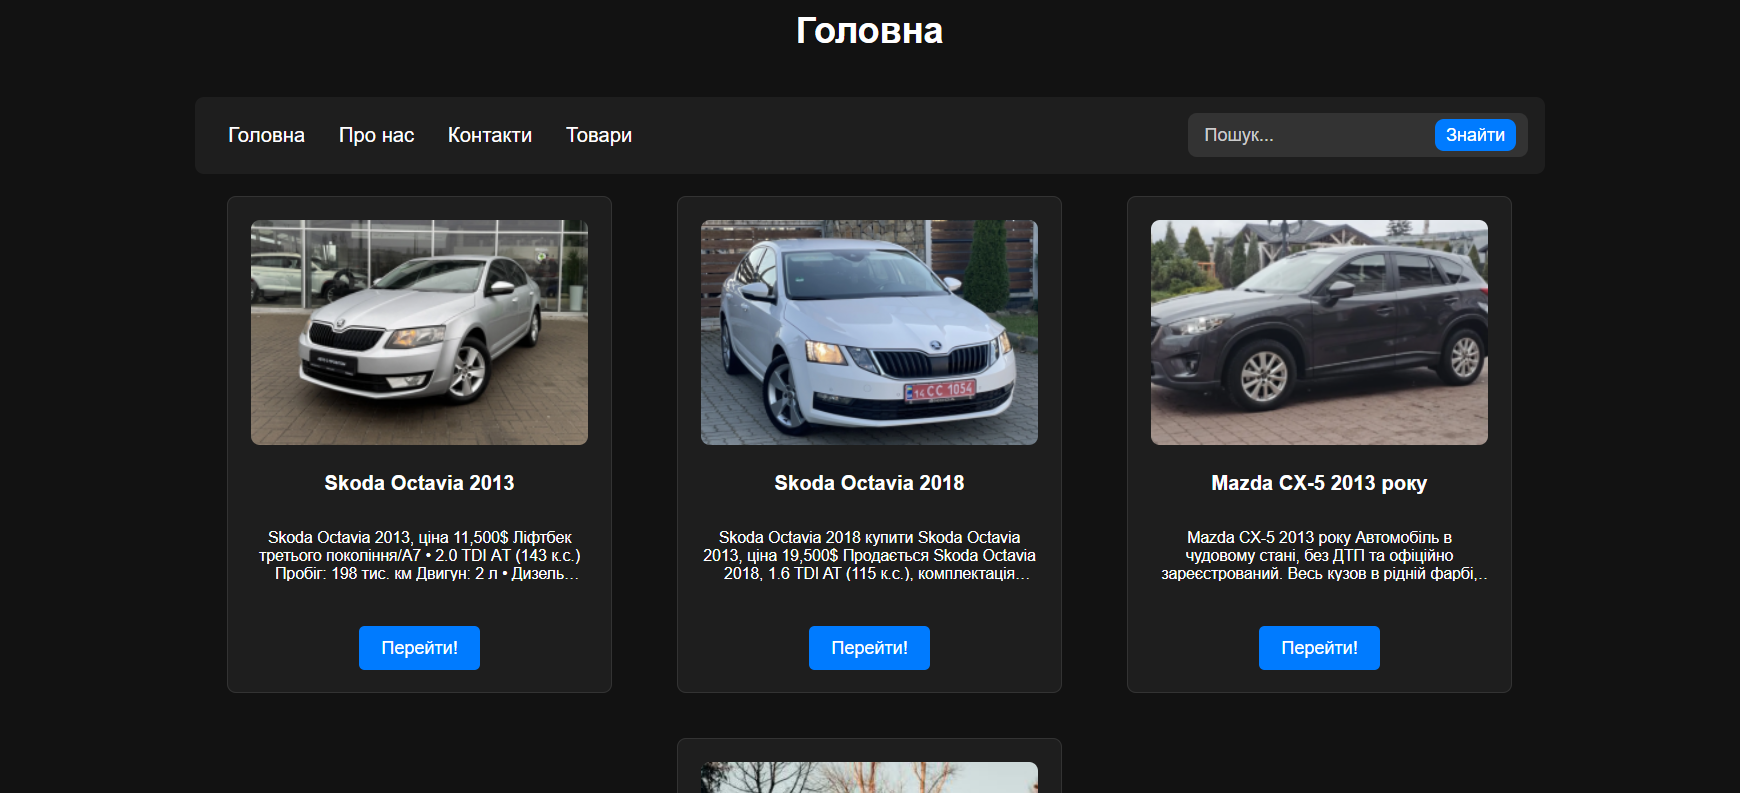 Головна
Головна Про нас Контакти Товари Пошук... Знайти
14 CC 1054
Skoda Octavia 2013
Skoda Octavia 2013, ціна 11,500$ Ліфтбек
третього покоління/A7 • 2.0 TDI AT (143 к.с.)
Пробіг: 198 тис. км Двигун: 2 л • Дизель...
Перейти!
Skoda Octavia 2018
Skoda Octavia 2018 купити Skoda Octavia
2013, ціна 19,500$ Продається Skoda Octavia
2018, 1.6 TDI AT (115 к.с.), комплектація...
Перейти!
Mazda CX-5 2013 року
Mazda CX-5 2013 року Автомобіль в
чудовому стані, без ДТП та офіційно
зареєстрований. Весь кузов в рідній фарбі,..
Перейти!